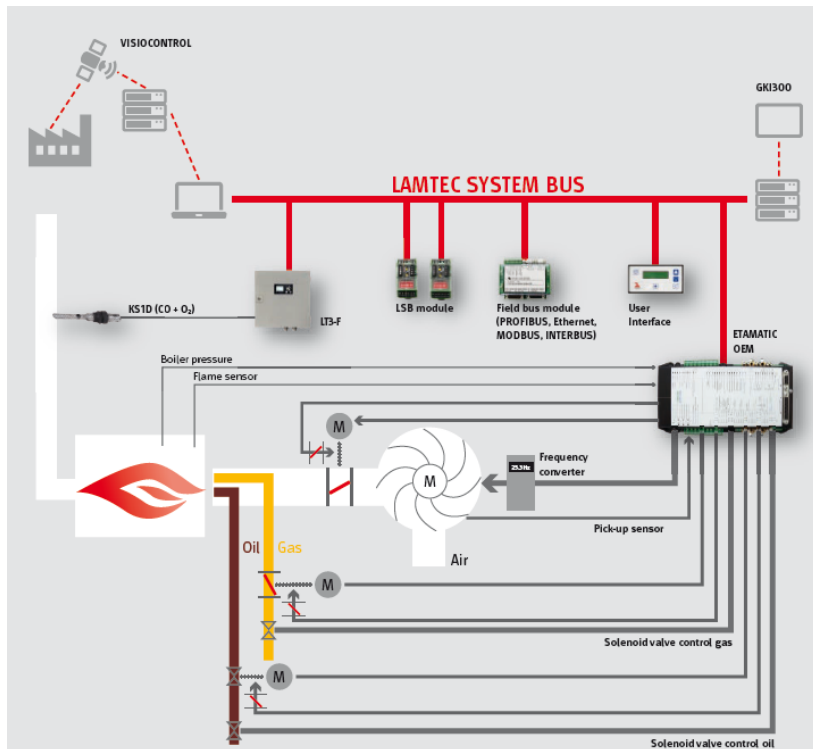 VISIOCONTROL
GKI300
LAMTEC SYSTEM BUS
KS1D (CO + O₂)
LT3-F
LSB module
Field bus module
(PROFIBUS, Ethernet,
MODBUS, INTERBUS)
User
Interface
ETAMATIC
OEM
Boiler pressure
Flame sensor
M
M
25.3Hz
Frequency
converter
Pick-up sensor
Oil
Gas
Air
M
Solenoid valve control gas
M
Solenoid valve control oil